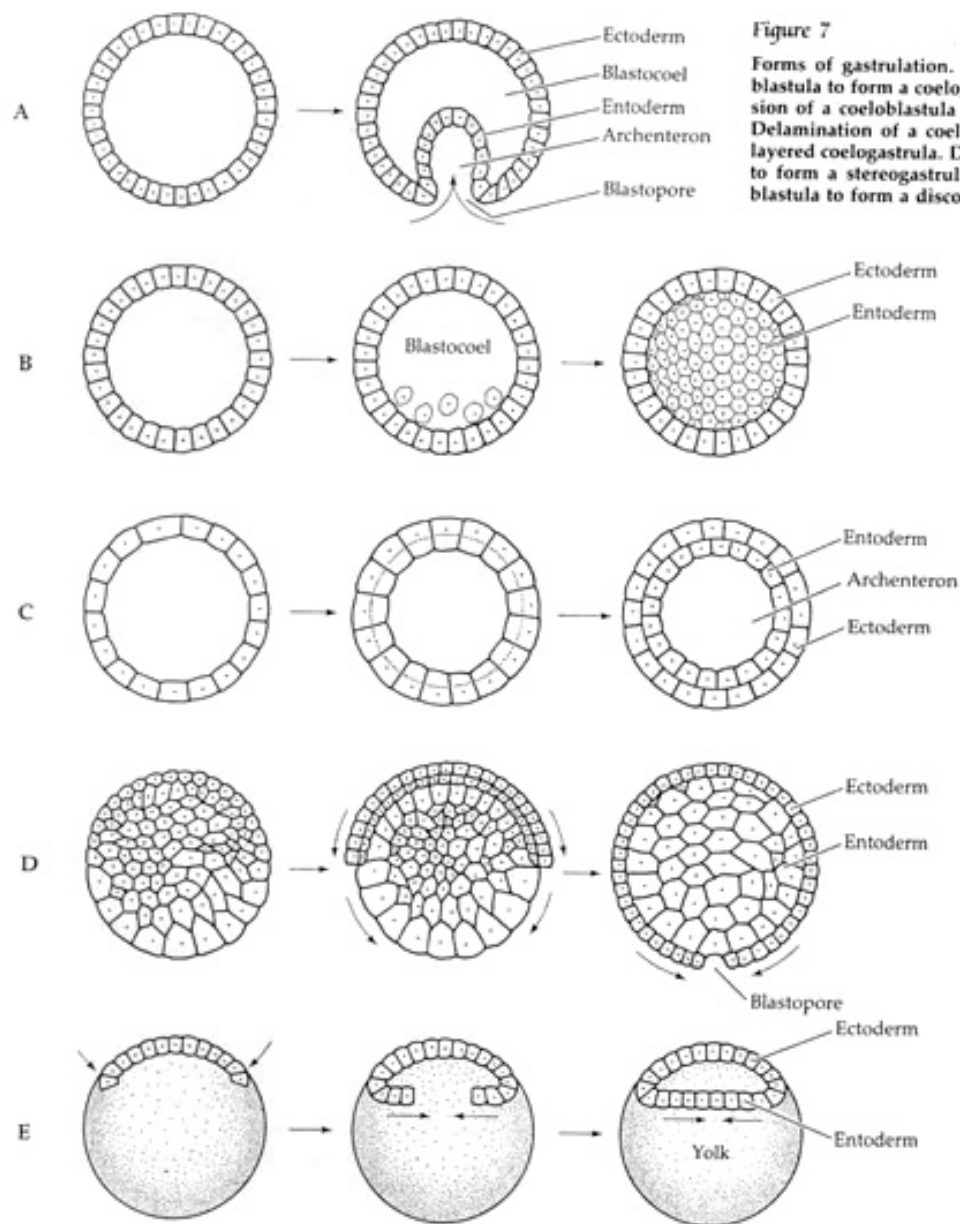 Figure 7
Forms of gastrulation.
blastula to form a coelo
sion of a coeloblastula
Delamination of a coel
layered coelogastrula. D
to form a stereogastrul
blastula to form a disco
A
Ectoderm
Blastocoel
Entoderm
Archenteron
Blastopore
B
Blastocoel
Ectoderm
Entoderm
C
Entoderm
Archenteron
Ectoderm
D
Ectoderm
Entoderm
Blastopore
E
Ectoderm
Entoderm
Yolk